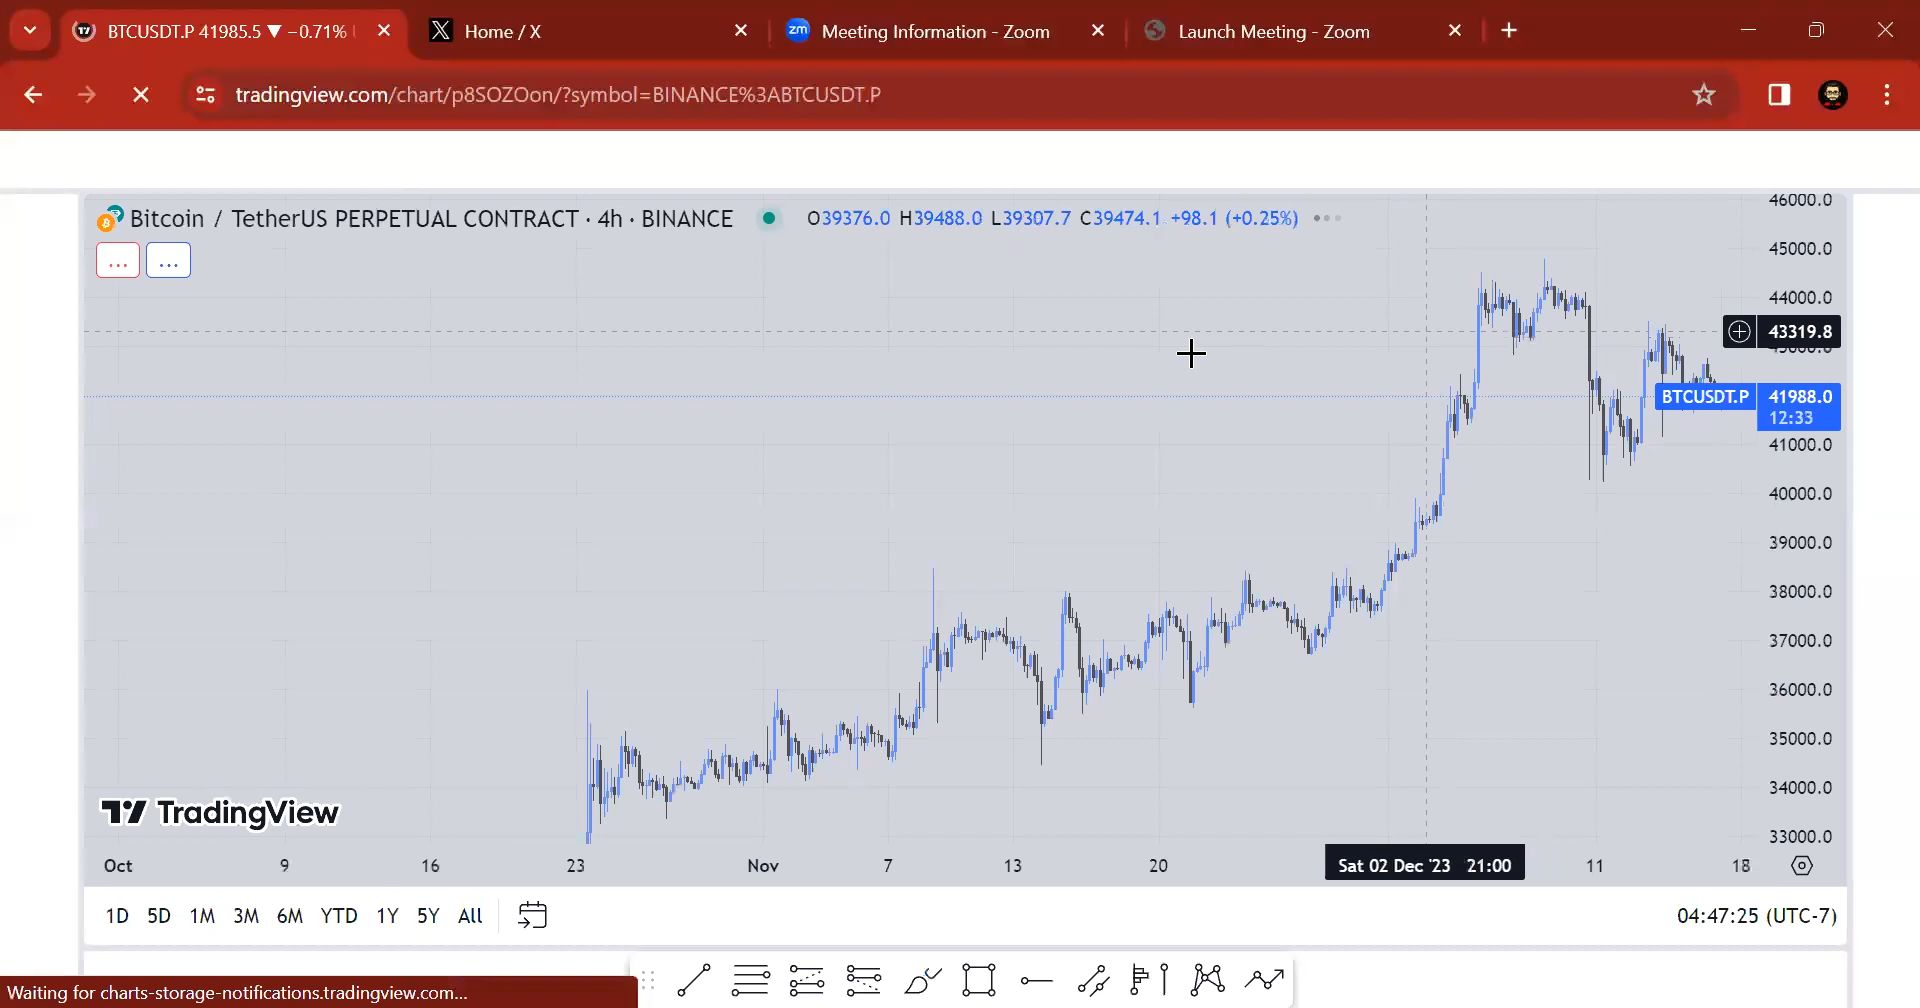 BTCUSDT.P 41985.5 ▼ −0.71%
Home / X
Meeting Information - Zoom
Launch Meeting - Zoom
tradingview.com/chart/p8SOZOon/?symbol=BINANCE%3ABTCUSDT.P
Bitcoin / TetherUS PERPETUAL CONTRACT · 4h · BINANCE
O39376.0 H39488.0 L39307.7 C39474.1 +98.1 (+0.25%)
46000.0
45000.0
44000.0
43319.8
BTCUSDT.P 41988.0
12:33
41000.0
40000.0
39000.0
38000.0
37000.0
36000.0
35000.0
34000.0
33000.0
TradingView
Oct 9 16 23 Nov 7 13 20 Sat 02 Dec '23 21:00 11 18
1D 5D 1M 3M 6M YTD 1Y 5Y All
04:47:25 (UTC-7)
Waiting for charts-storage-notifications.tradingview.com...